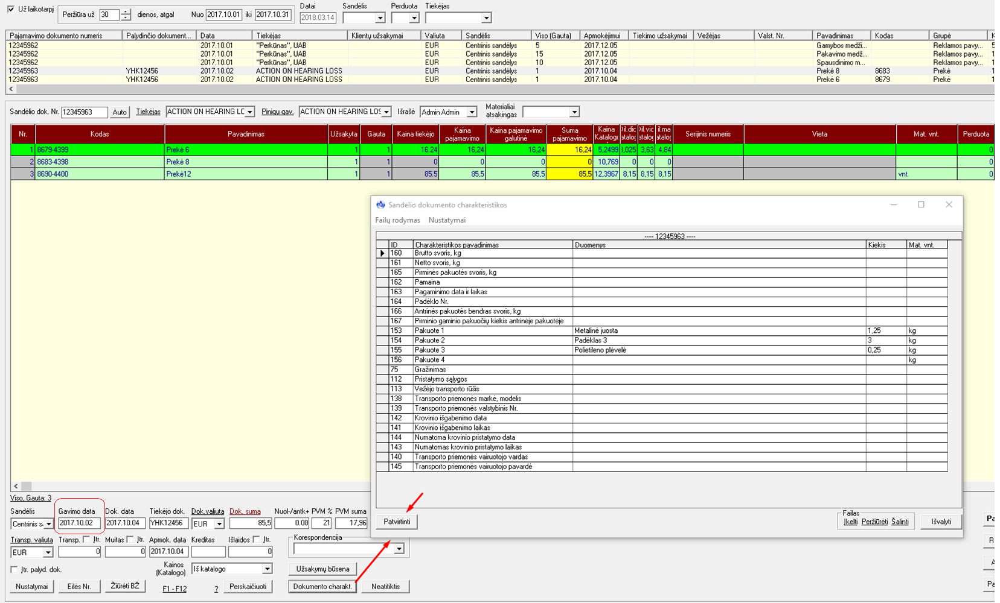 Už laikotarpį
Peržiūra už 30 dienos, atgal Nuo 2017.10.01 iki 2017.10.31
Datai
2018.03.14
Sandėlis
Perduota
Tiekėjas
Pajamavimo dokumento numeris Palydinčio dokument... Data Tiekėjas Klientų užsakymai Valiuta Sandėlis Viso (Gauta) Apmokėjimui Tiekimo užsakymai Vežėjas Valst. Nr. Pavadinimas Kodas Grupė
12345962 2017.10.01 "Perkūnas", UAB EUR Centrinis sandėlys 5 2017.12.05 Gamybos medži... Reklamos pavy...
12345962 2017.10.01 "Perkūnas", UAB EUR Centrinis sandėlys 15 2017.12.05 Pakavimo medž... Reklamos pavy...
12345962 2017.10.01 "Perkūnas", UAB EUR Centrinis sandėlys 10 2017.12.05 Spausdinimo m... Reklamos pavy...
12345963 YHK12456 2017.10.02 ACTION ON HEARING LOSS EUR Centrinis sandėlys 1 2017.10.04 Prekė 8 8683 Prekė
12345963 YHK12456 2017.10.02 ACTION ON HEARING LOSS EUR Centrinis sandėlys 1 2017.10.04 Prekė 6 8679 Prekė
Sandėlio dok. Nr. 12345963 Auto Tiekėjas ACTION ON HEARING LC Pinigų gav. ACTION ON HEARING LOS Išrašė Admin Admin Materialiai atsakingas
Nr. Kodas Pavadinimas Užsakyta Gauta Kaina tiekėjo Kaina pajamavimo Kaina pajamavimo galutinė Suma pajamavimo Kaina Katalogo Serijinis numeris Vieta Mat. vnt. Perduota
1 8679-4399 Prekė 6 1 1 16,24 16,24 16,24 16,24 5,2499 ,025 3,63 4,84 0
2 8683-4398 Prekė 8 1 1 0 0 0 0 10,769 0 0 0 0
3 8690-4400 Prekė12 1 1 85.5 85,5 85,5 85,5 12,3967 8,15 8,15 8,15 vnt. 0
Sandėlio dokumento charakteristikos
Failų rodymas Nustatymai
----- 12345963 -----
ID Charakteristikos pavadinimas Duomenys Kiekis Mat. vnt.
160 Brutto svoris, kg
161 Netto svoris, kg
165 Pirminės pakuotės svoris, kg
162 Pamaina
163 Pagaminimo data ir laikas
164 Padėklo Nr.
166 Antrinės pakuotės bendras svoris, kg
167 Pirminio gaminio pakuočių kiekis antrinėje pakuotėje
153 Pakuote 1 Metalinė juosta 1,25 kg
154 Pakuote 2 Padėklas 3 3 kg
155 Pakuote 3 Polietileno plėvelė 0,25 kg
156 Pakuote 4 kg
75 Gražinimas
112 Pristatymo sąlygos
113 Vežėjo transporto rūšis
138 Transporto priemonės markė, modelis
139 Transporto priemonės valstybinis Nr.
142 Krovinio išgabenimo data
141 Krovinio išgabenimo laikas
144 Numatoma krovinio pristatymo data
143 Numatomas krovinio pristatymo laikas
140 Transporto priemonės vairuotojo vardas
145 Transporto priemonės vairuotojo pavardė
Patvirtinti
Failas
Įkelti Peržiūrėti Šalinti
Išvalyti
Viso, Gauta: 3
Sandėlis Gavimo data Dok. data Tiekėjo dok. Dok.valiuta Dok. suma Nuol-/antk+ PVM % PVM suma
Centrinis s. 2017.10.02 2017.10.04 YHK12456 EUR 85,5 0.00 21 17,96
Transp. valiuta Transp. Įtr. Muitas Įtr. Apmok. data Kreditas Išlaidos Įtr. Korespondencija
EUR 0 0 2017.10.04 0
Įtr. palyd. dok. Kainos (Katalogo) Iš katalogo Užsakymų būsena
Nustatymai Eilės Nr. Žiūrėti BŽ F1 - F12 ? Perskaičiuoti Dokumento charakt. Neatitiktis